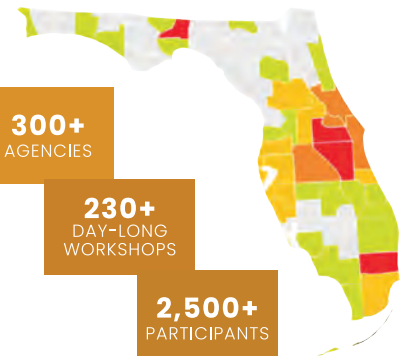 300+
AGENCIES
230+
DAY-LONG
WORKSHOPS
2,500+
PARTICIPANTS